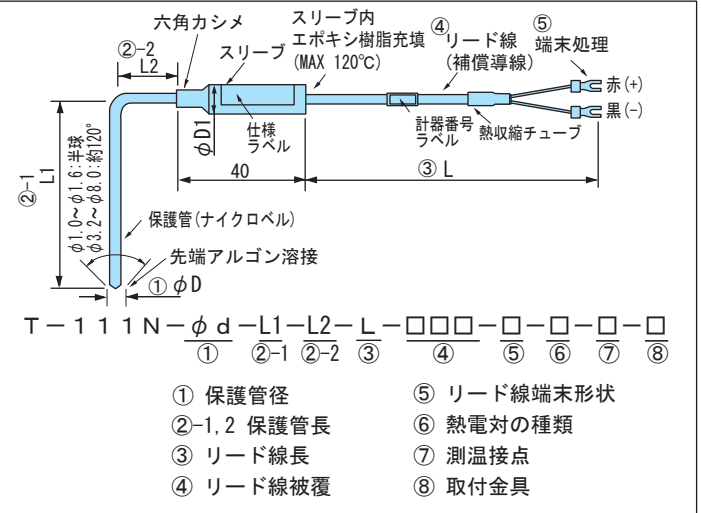 六角カシメ
②-2
L2
スリーブ
スリーブ内
エポキシ樹脂充填
(MAX 120℃)
④
リード線
(補償導線)
⑤
端末処理
赤(+)
黒(-)
φD1
仕様
ラベル
計器番号
ラベル
熱収縮チューブ
40
③ L
②-1
L1
φ1.0～φ1.6:半球
φ3.2～φ8.0:約120°
保護管(ナイクロベル)
先端アルゴン溶接
① φD
T－111N－φd－L1－L2－L－□□□－□－□－□－□
① ②-1 ②-2 ③ ④ ⑤ ⑥ ⑦ ⑧
① 保護管径
②-1,2 保護管長
③ リード線長
④ リード線被覆
⑤ リード線端末形状
⑥ 熱電対の種類
⑦ 測温接点
⑧ 取付金具